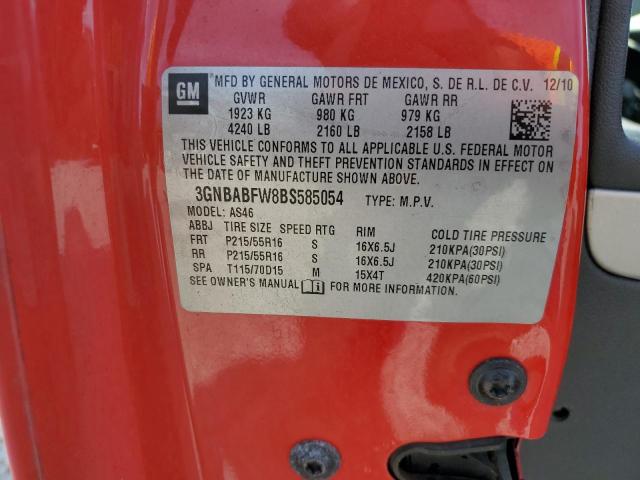 GM MFD BY GENERAL MOTORS DE MEXICO, S. DE R.L. DE C.V. 12/10
GVWR GAWR FRT GAWR RR
1923 KG 980 KG 979 KG
4240 LB 2160 LB 2158 LB
THIS VEHICLE CONFORMS TO ALL APPLICABLE U.S. FEDERAL MOTOR
VEHICLE SAFETY AND THEFT PREVENTION STANDARDS IN EFFECT ON
THE DATE OF MANUFACTURE SHOWN ABOVE.
3GNBABFW8BS585054 TYPE: M.P.V.
MODEL: AS46
ABBJ TIRE SIZE SPEED RTG RIM COLD TIRE PRESSURE
FRT P215/55R16 S 16X6.5J 210KPA(30PSI)
RR P215/55R16 S 16X6.5J 210KPA(30PSI)
SPA T115/70D15 M 15X4T 420KPA(60PSI)
SEE OWNER'S MANUAL FOR MORE INFORMATION.